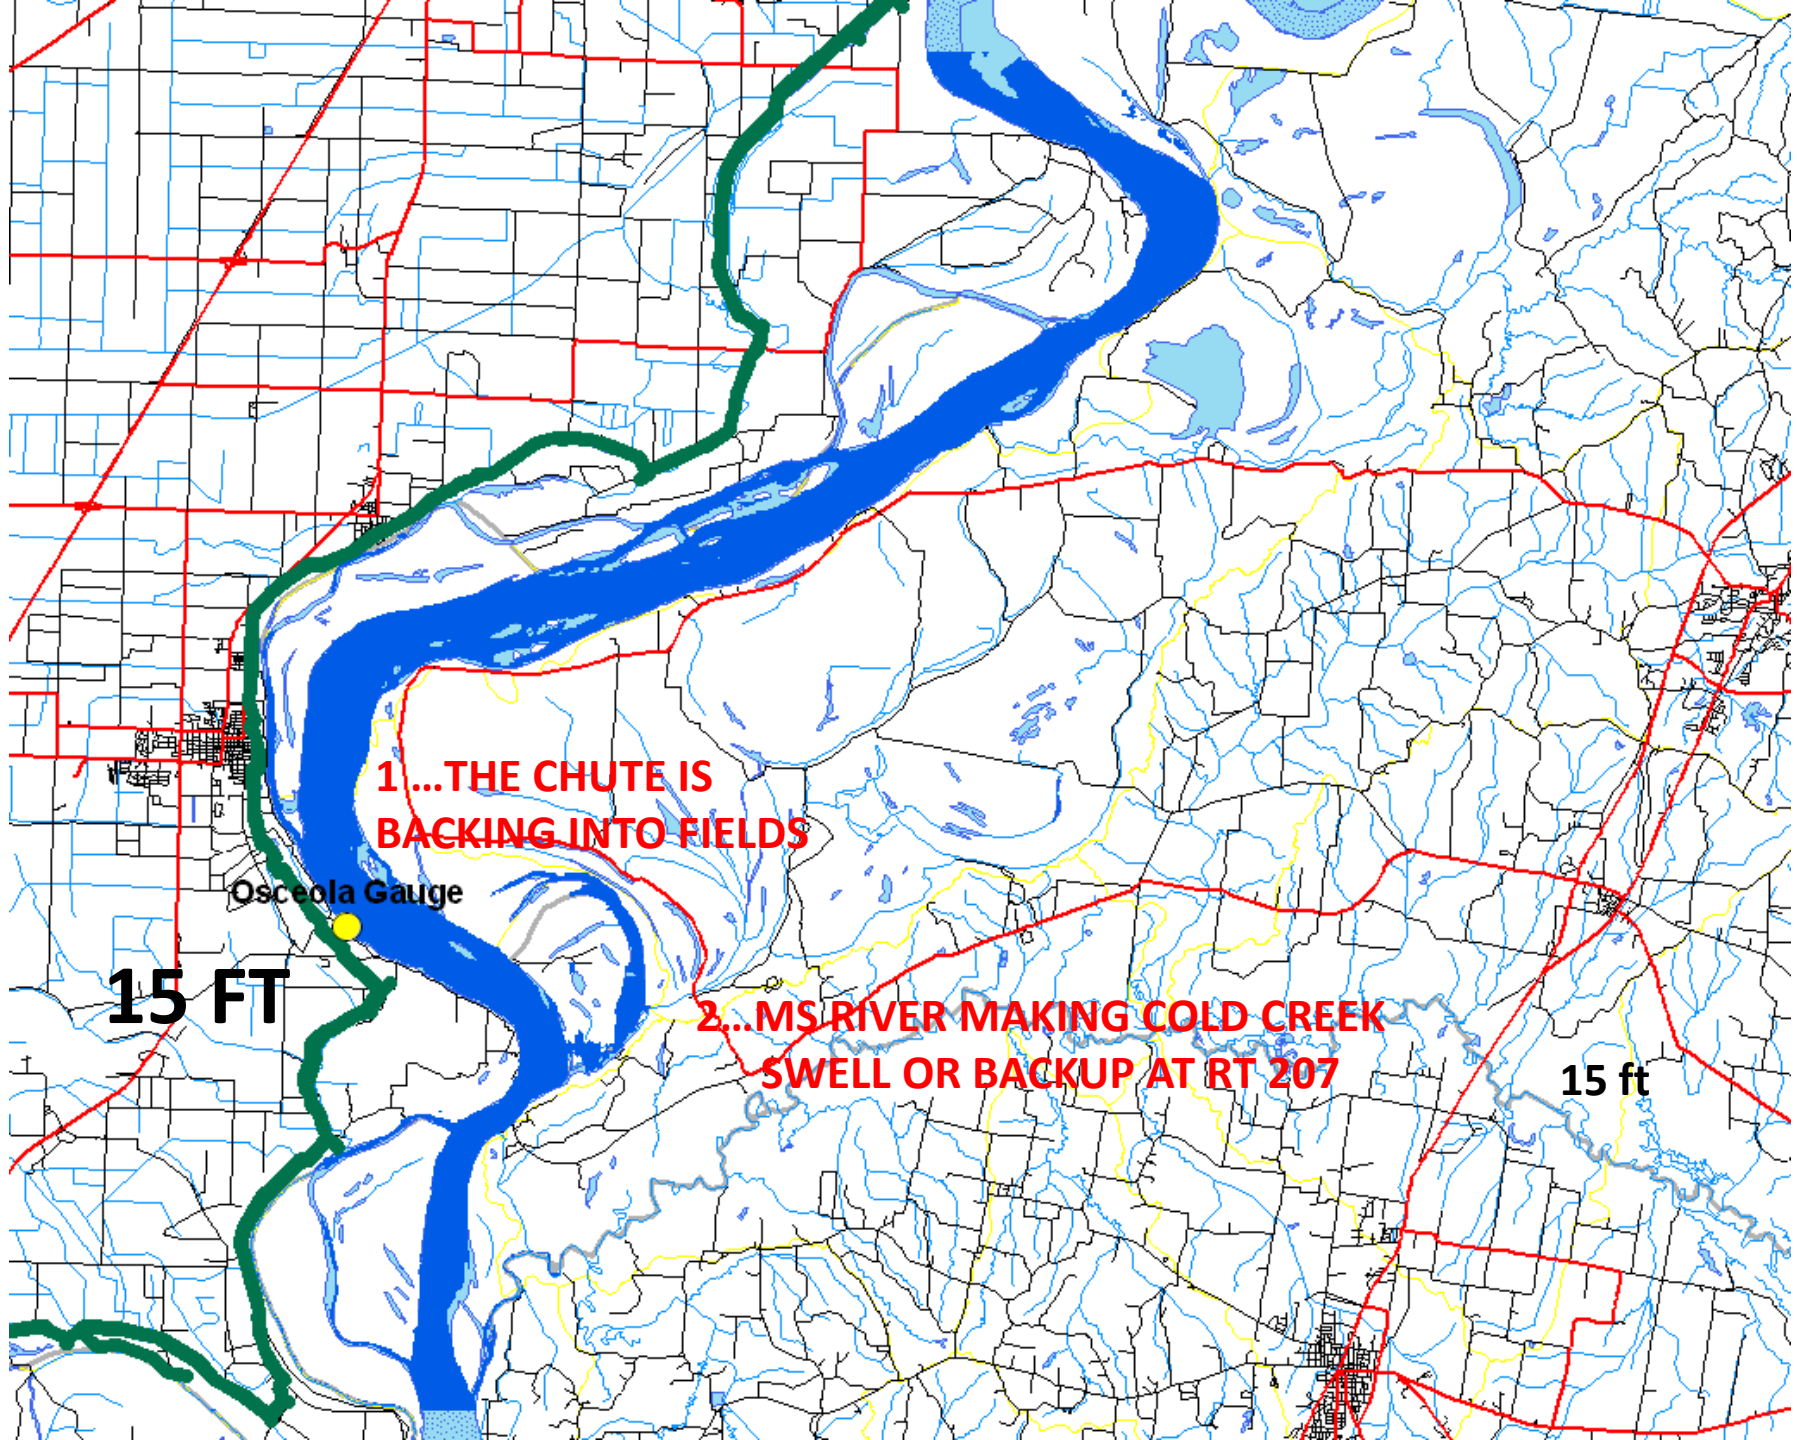 1 ...THE CHUTE IS
BACKING INTO FIELDS
Osceola Gauge
15 FT
2...MS RIVER MAKING COLD CREEK
SWELL OR BACKUP AT RT 207
15 ft